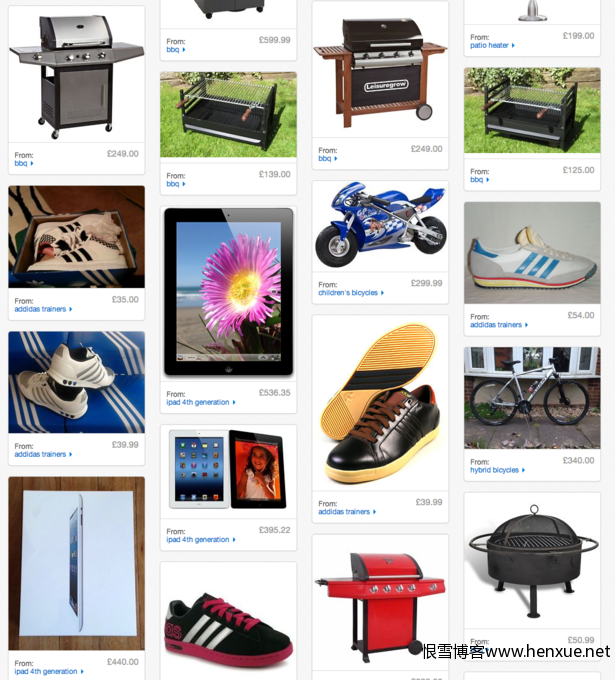 From:
bbq
£249.00
From:
addidas trainers
£35.00
From:
addidas trainers
£39.99
From:
ipad 4th generation
£440.00
From:
bbq
£599.99
From:
bbq
£139.00
From:
ipad 4th generation
£536.35
From:
ipad 4th generation
£395.22
Leisuregrow
From:
bbq
£249.00
From:
children's bicycles
£299.99
From:
addidas trainers
£39.99
From:
patio heater
£199.00
From:
bbq
£125.00
From:
addidas trainers
£54.00
From:
hybrid bicycles
£340.00
From:
£50.99
恨雪博客www.henxue.net